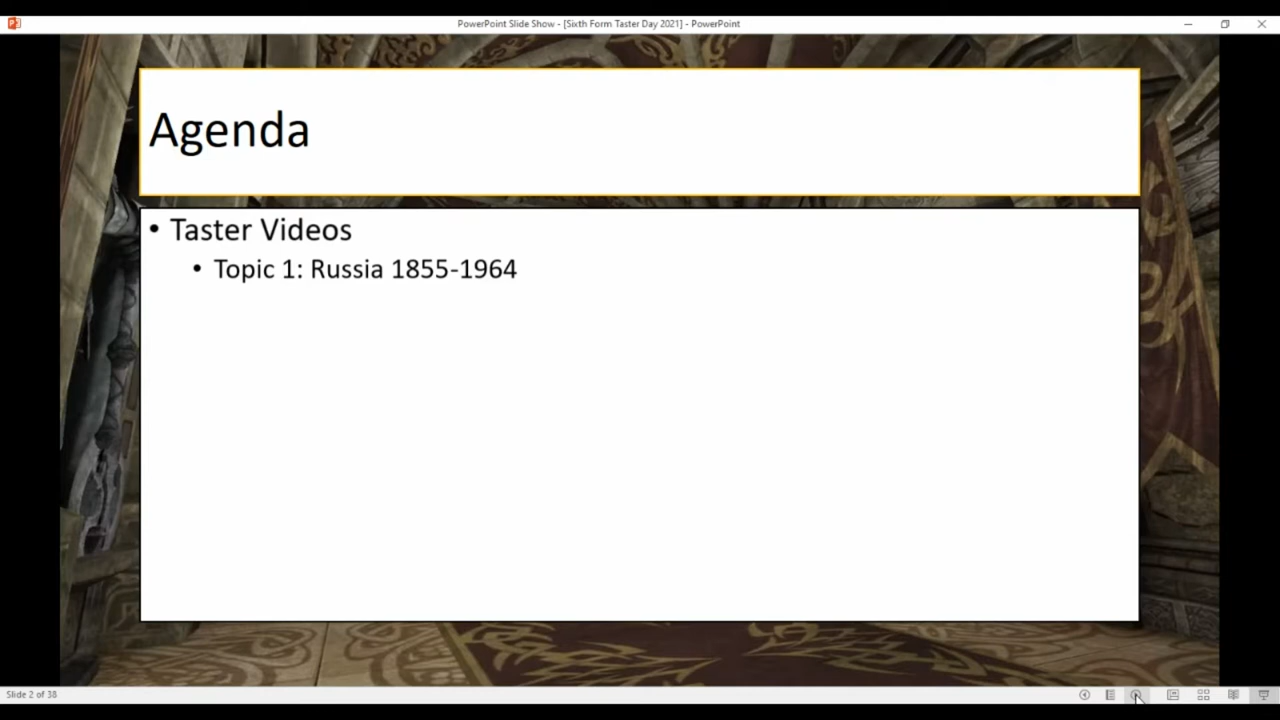 PowerPoint Slide Show - [Sixth Form Taster Day 2021] - PowerPoint
Agenda
• Taster Videos
• Topic 1: Russia 1855-1964
Slide 2 of 38